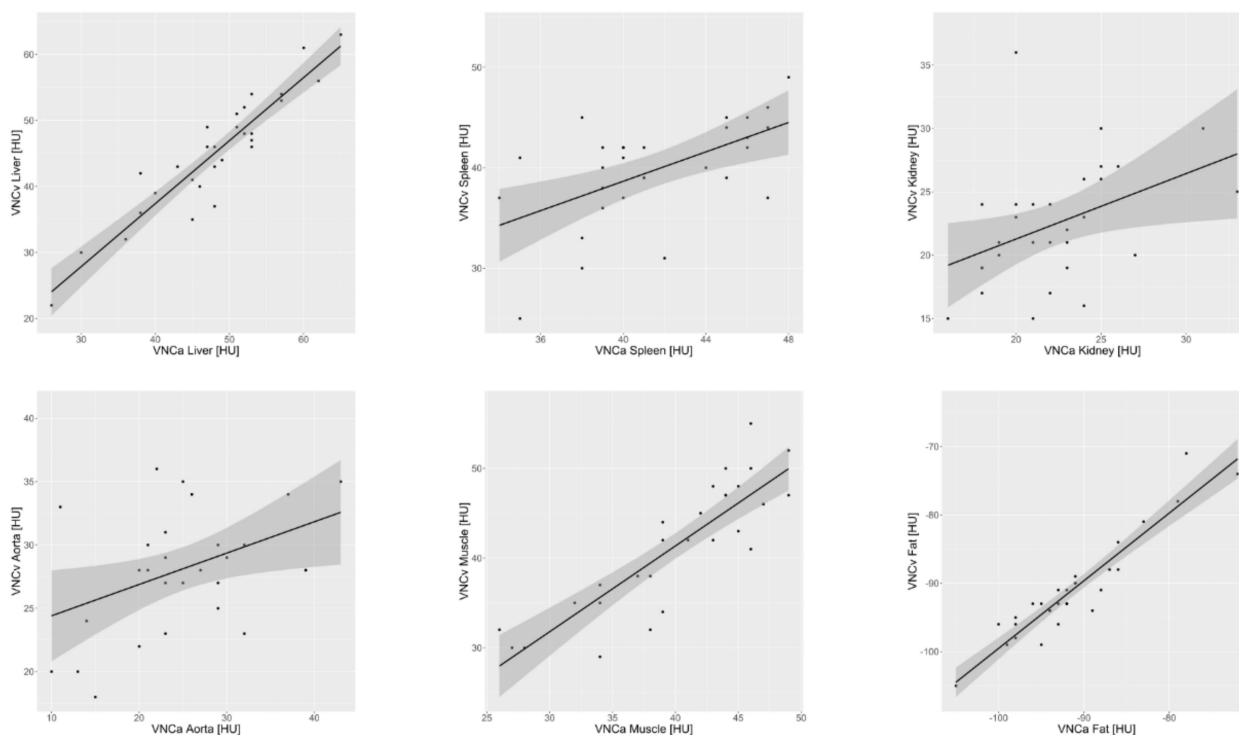 60-
50-
40-
30-
20-
VNCv Liver [HU]
30 40 50 60
VNCa Liver [HU]
50-
40-
30-
VNCv Spleen [HU]
36 40 44 48
VNCa Spleen [HU]
35-
30-
25-
20-
15-
VNCv Kidney [HU]
20 25 30
VNCa Kidney [HU]
40-
35-
30-
25-
20-
VNCv Aorta [HU]
10 20 30 40
VNCa Aorta [HU]
50-
40-
30-
VNCv Muscle [HU]
25 30 35 40 45 50
VNCa Muscle [HU]
-70-
-80-
-90-
-100-
VNCv Fat [HU]
-100 -90 -80
VNCa Fat [HU]